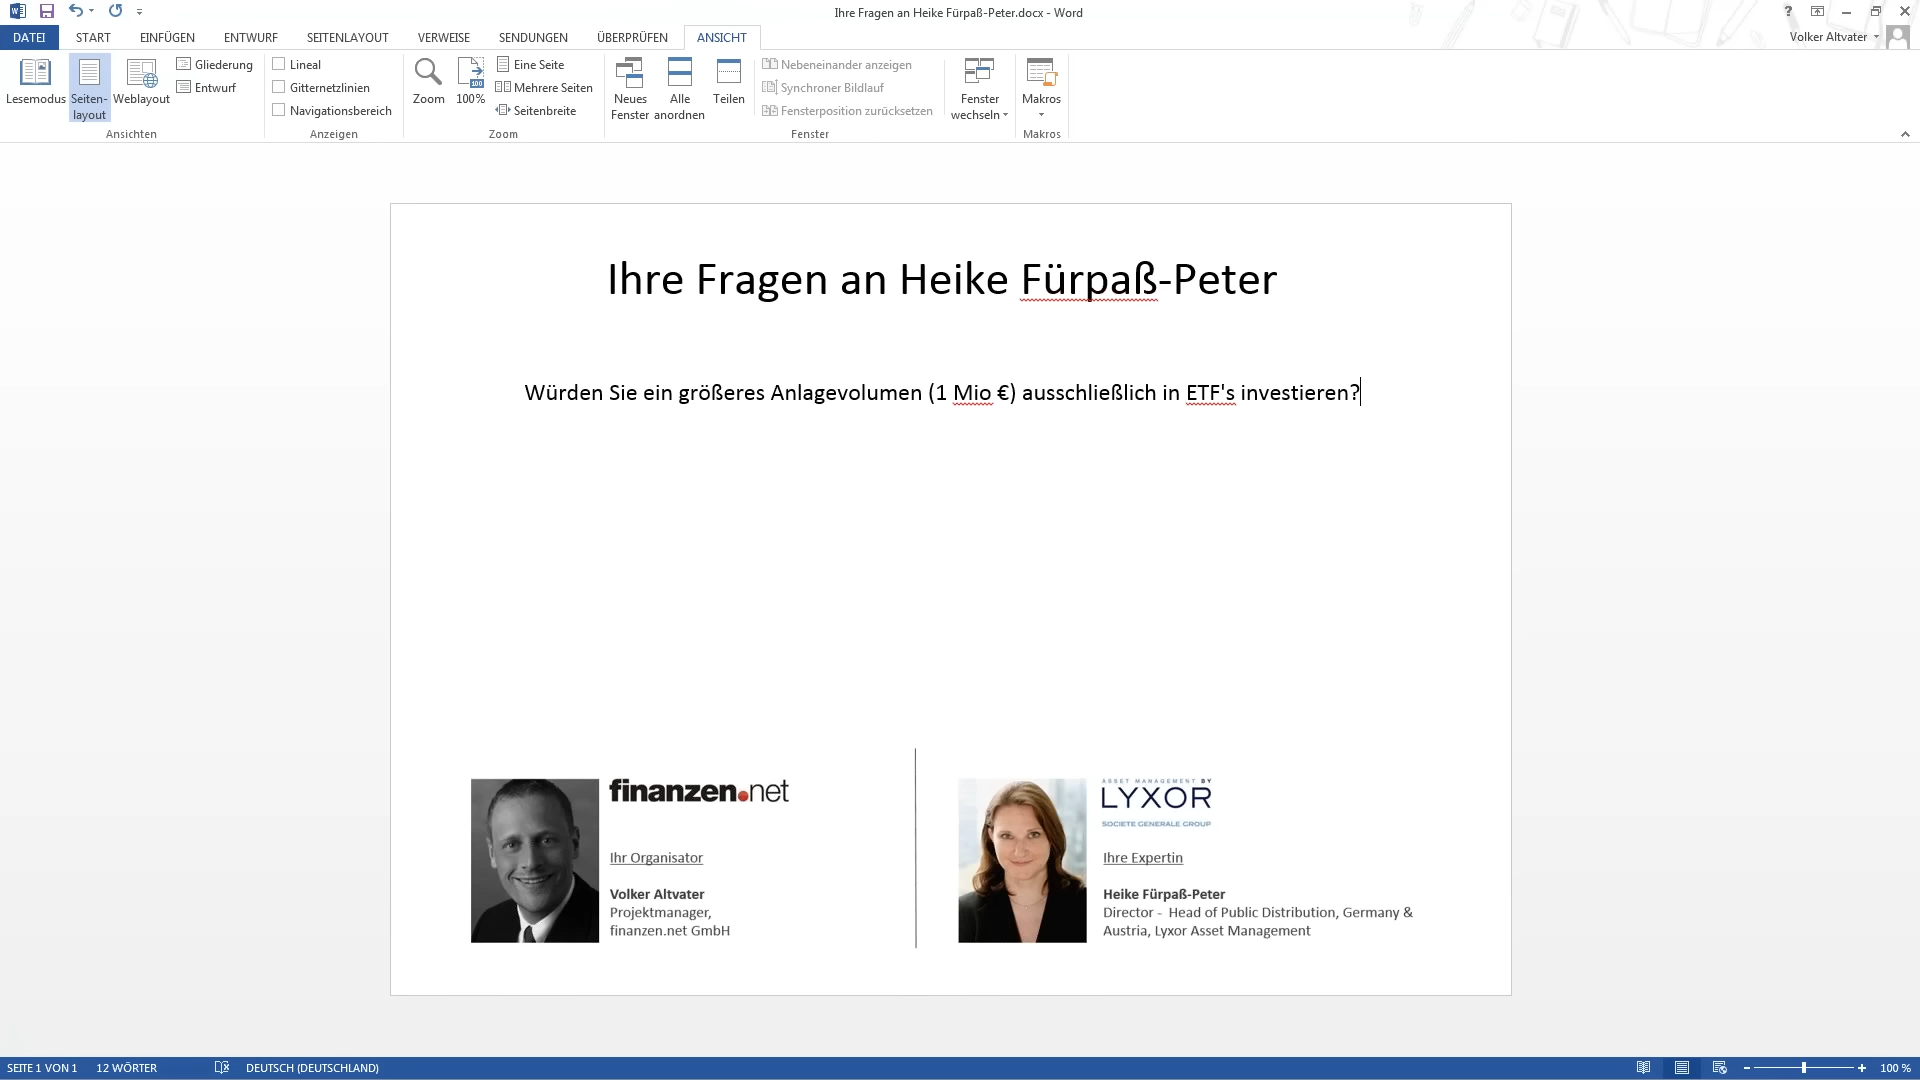 Ihre Fragen an Heike Fürpaß-Peter.docx - Word
?
DATEI START EINFÜGEN ENTWURF SEITENLAYOUT VERWEISE SENDUNGEN ÜBERPRÜFEN ANSICHT Volker Altvater
Lesemodus
Seiten-
layout
Weblayout
Gliederung
Entwurf
Ansichten
Lineal
Gitternetzlinien
Navigationsbereich
Anzeigen
Zoom
100
100%
Eine Seite
Mehrere Seiten
Seitenbreite
Zoom
Neues
Fenster
Alle
anordnen
Teilen
Nebeneinander anzeigen
Synchroner Bildlauf
Fensterposition zurücksetzen
Fenster
wechseln
Fenster
Makros
Makros
Ihre Fragen an Heike Fürpaß-Peter
Würden Sie ein größeres Anlagevolumen (1 Mio €) ausschließlich in ETF's investieren?
finanzen.net
Ihr Organisator
Volker Altvater
Projektmanager,
finanzen.net GmbH
ASSET MANAGEMENT BY
LYXOR
SOCIETE GENERALE GROUP
Ihre Expertin
Heike Fürpaß-Peter
Director - Head of Public Distribution, Germany &
Austria, Lyxor Asset Management
SEITE 1 VON 1 12 WÖRTER DEUTSCH (DEUTSCHLAND) 100 %